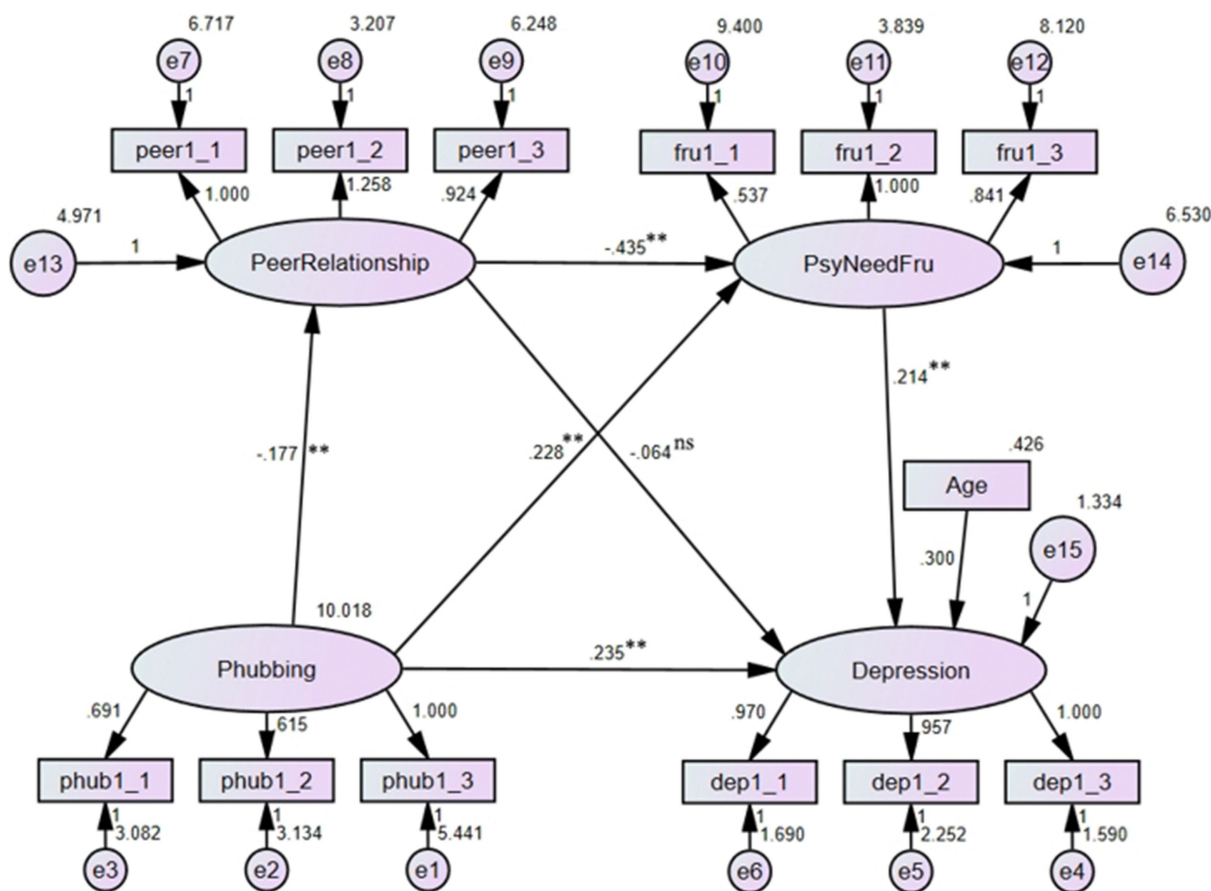 6.717 3.207 6.248 9.400 3.839 8.120
e7 e8 e9 e10 e11 e12
1 1 1 1 1 1
peer1_1 peer1_2 peer1_3 fru1_1 fru1_2 fru1_3
1.000 1.258 .924 .537 1.000 .841
4.971 6.530
e13 1 PeerRelationship -.435** PsyNeedFru 1 e14
.214**
-.177 ** .228** -.064ns
.426
Age
1.334
e15
.300
1
10.018
Phubbing .235** Depression
.691 615 1.000 .970 957 1.000
phub1_1 phub1_2 phub1_3 dep1_1 dep1_2 dep1_3
1 1 1 1 1 1
3.082 3.134 5.441 1.690 2.252 1.590
e3 e2 e1 e6 e5 e4